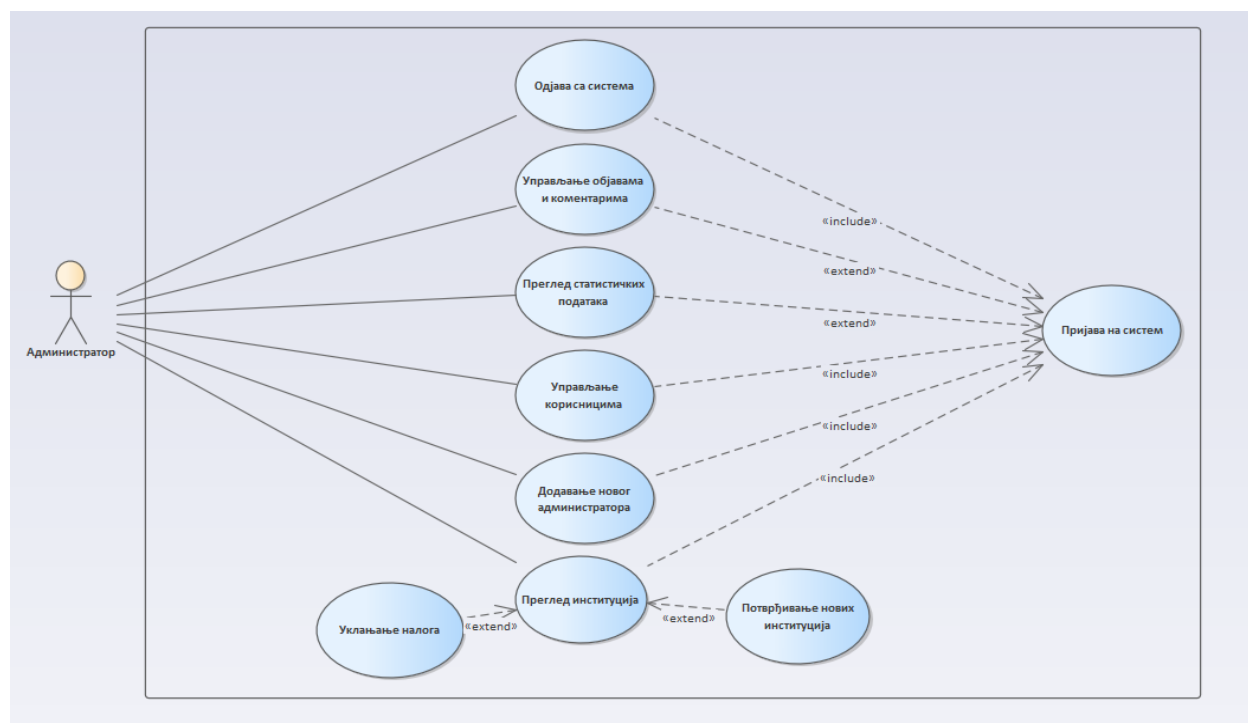 Одјава са система
Управљање објавама
и коментарима
«include»
«extend»
Преглед статистичких
података
«extend»
Пријава на систем
Администратор
Управљање
корисницима
«include»
«include»
Додавање новог
администратора
«include»
Преглед институција
Уклањање налога
«extend»
«extend»
Потврђивање нових
институција